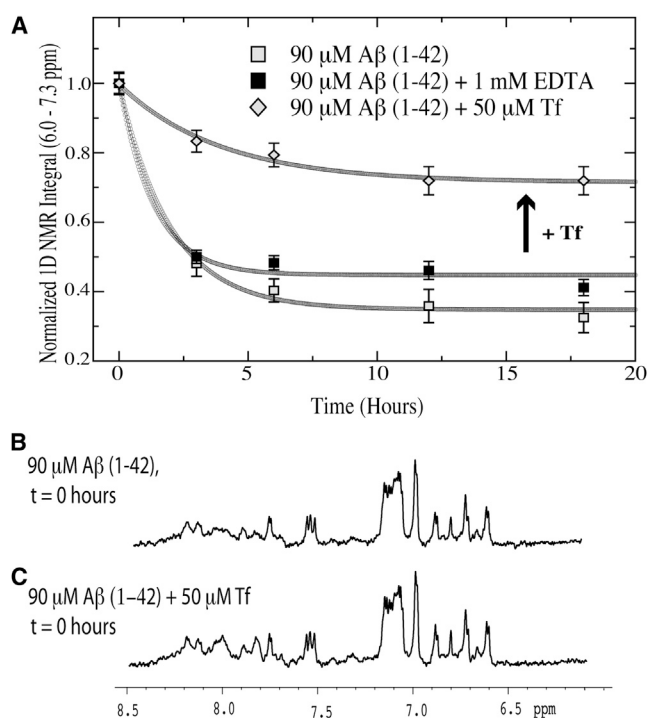 A
90 μM Aβ (1-42)
90 μM Aβ (1-42) + 1 mM EDTA
90 μM Aβ (1-42) + 50 μM Tf
Normalized 1D NMR Integral (6.0 - 7.3 ppm)
1.0
0.8
0.6
0.4
0.2
+ Tf
0 5 10 15 20
Time (Hours)
B
90 μM Aβ (1-42),
t = 0 hours
C
90 μM Aβ (1–42) + 50 μM Tf
t = 0 hours
8.5 8.0 7.5 7.0 6.5 ppm